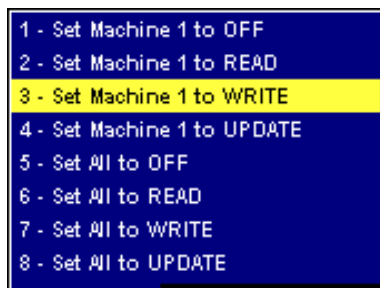 1 - Set Machine 1 to OFF
2 - Set Machine 1 to READ
3 - Set Machine 1 to WRITE
4 - Set Machine 1 to UPDATE
5 - Set All to OFF
6 - Set All to READ
7 - Set All to WRITE
8 - Set All to UPDATE